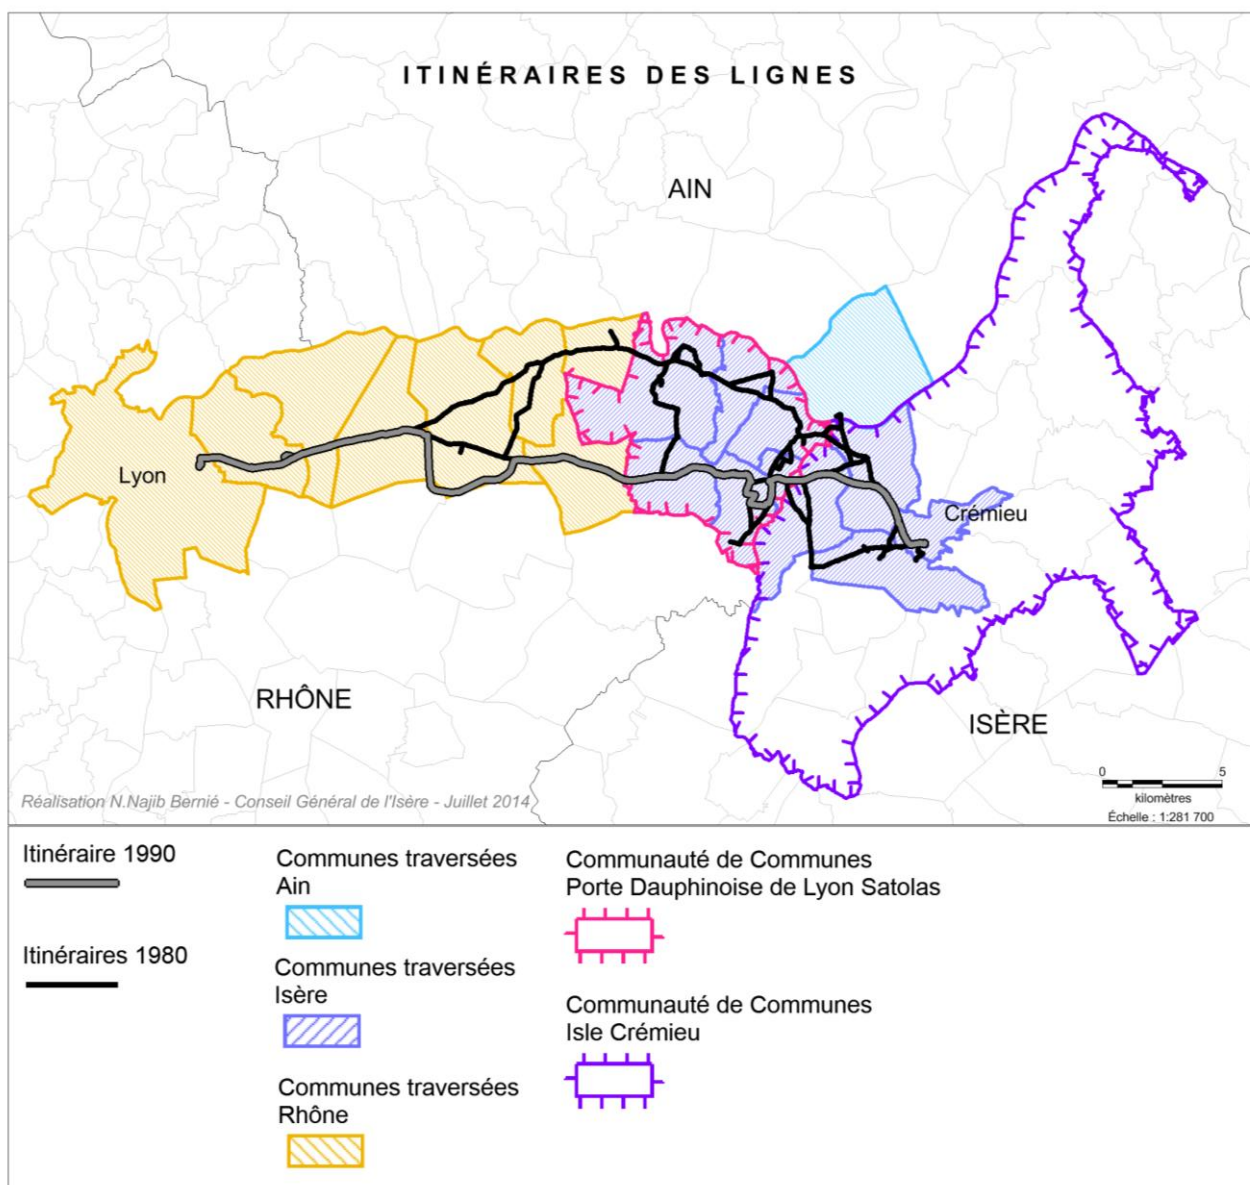 ITINÉRAIRES DES LIGNES
AIN
Lyon
Crémieu
RHÔNE
ISÈRE
0 5
kilomètres
Échelle : 1:281 700
Réalisation N.Najib Bernié - Conseil Général de l'Isère - Juillet 2014
Itinéraire 1990
Itinéraires 1980
Communes traversées
Ain
Communes traversées
Isère
Communes traversées
Rhône
Communauté de Communes
Porte Dauphinoise de Lyon Satolas
Communauté de Communes
Isle Crémieu